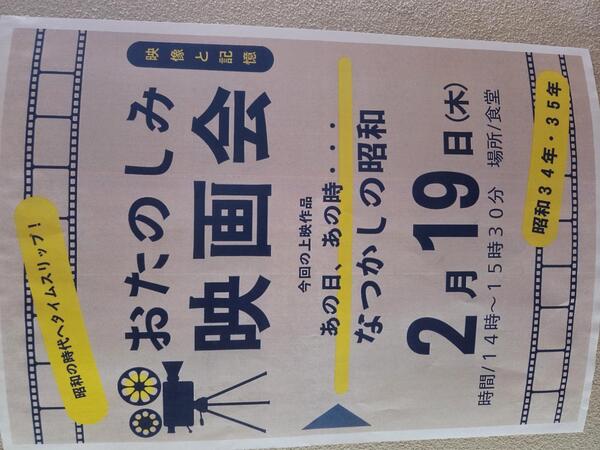 昭和の時代へタイムスリップ！
映像と記憶
おたのしみ
映画会
今回の上映作品
あの日、あの時・・・
なつかしの昭和
2月19日(木)
時間/14時～15時30分 場所/食堂
昭和34年・35年